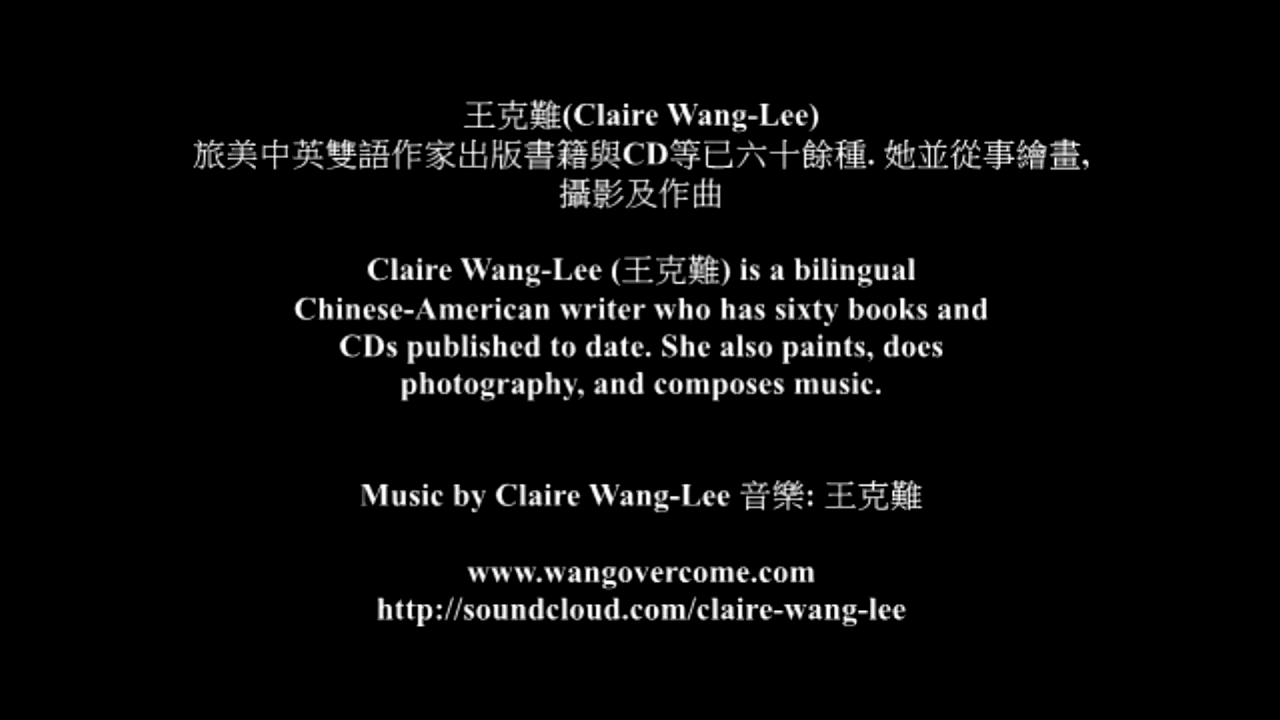 王克難(Claire Wang-Lee)
旅美中英雙語作家出版書籍與CD等已六十餘種. 她並從事繪畫,
攝影及作曲
Claire Wang-Lee (王克難) is a bilingual
Chinese-American writer who has sixty books and
CDs published to date. She also paints, does
photography, and composes music.
Music by Claire Wang-Lee 音樂: 王克難
www.wangovercome.com
http://soundcloud.com/claire-wang-lee